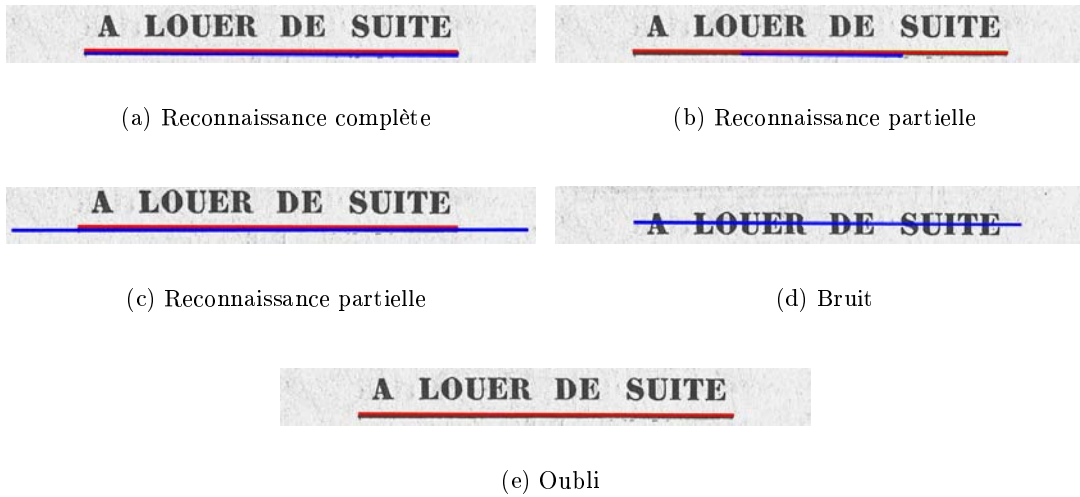 A LOUER DE SUITE
A LOUER DE SUITE
(a) Reconnaissance complète
(b) Reconnaissance partielle
A LOUER DE SUITE
A LOUER DE SUITE
(c) Reconnaissance partielle
(d) Bruit
A LOUER DE SUITE
(e) Oubli